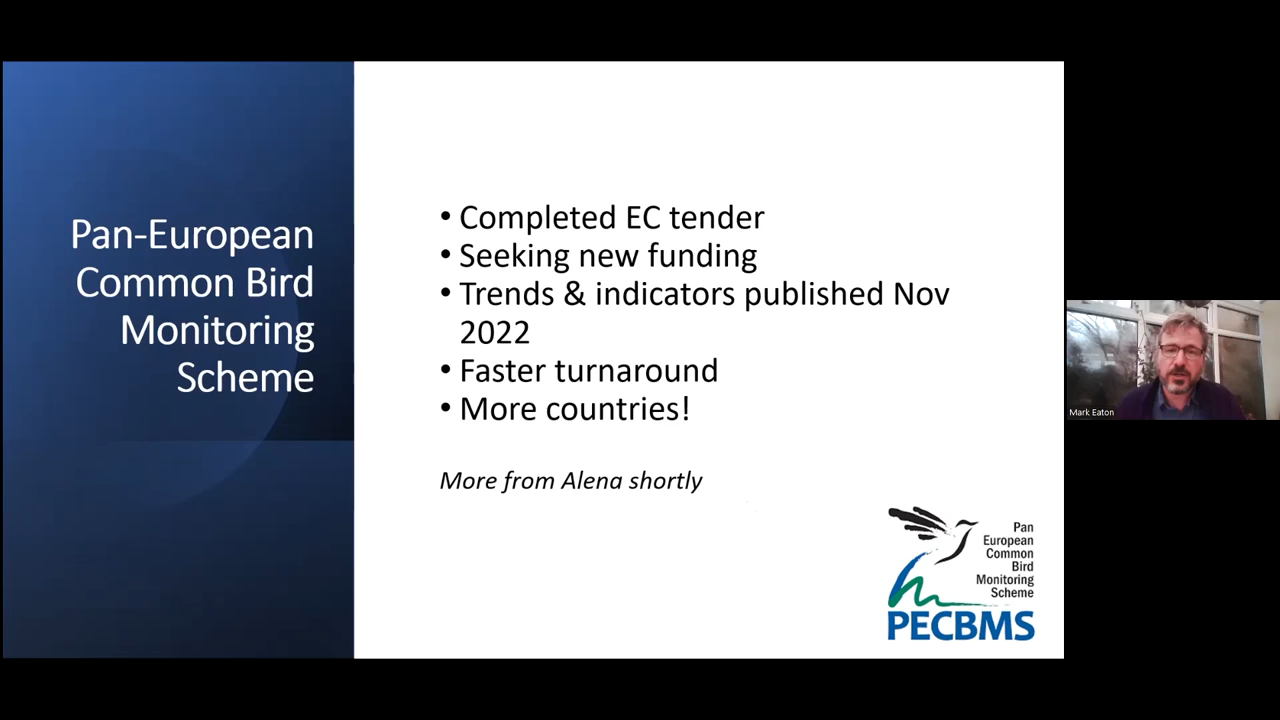 Pan-European
Common Bird
Monitoring
Scheme
• Completed EC tender
• Seeking new funding
• Trends & indicators published Nov
2022
• Faster turnaround
• More countries!
More from Alena shortly
Pan
European
Common
Bird
Monitoring
Scheme
PECBMS
Mark Eaton